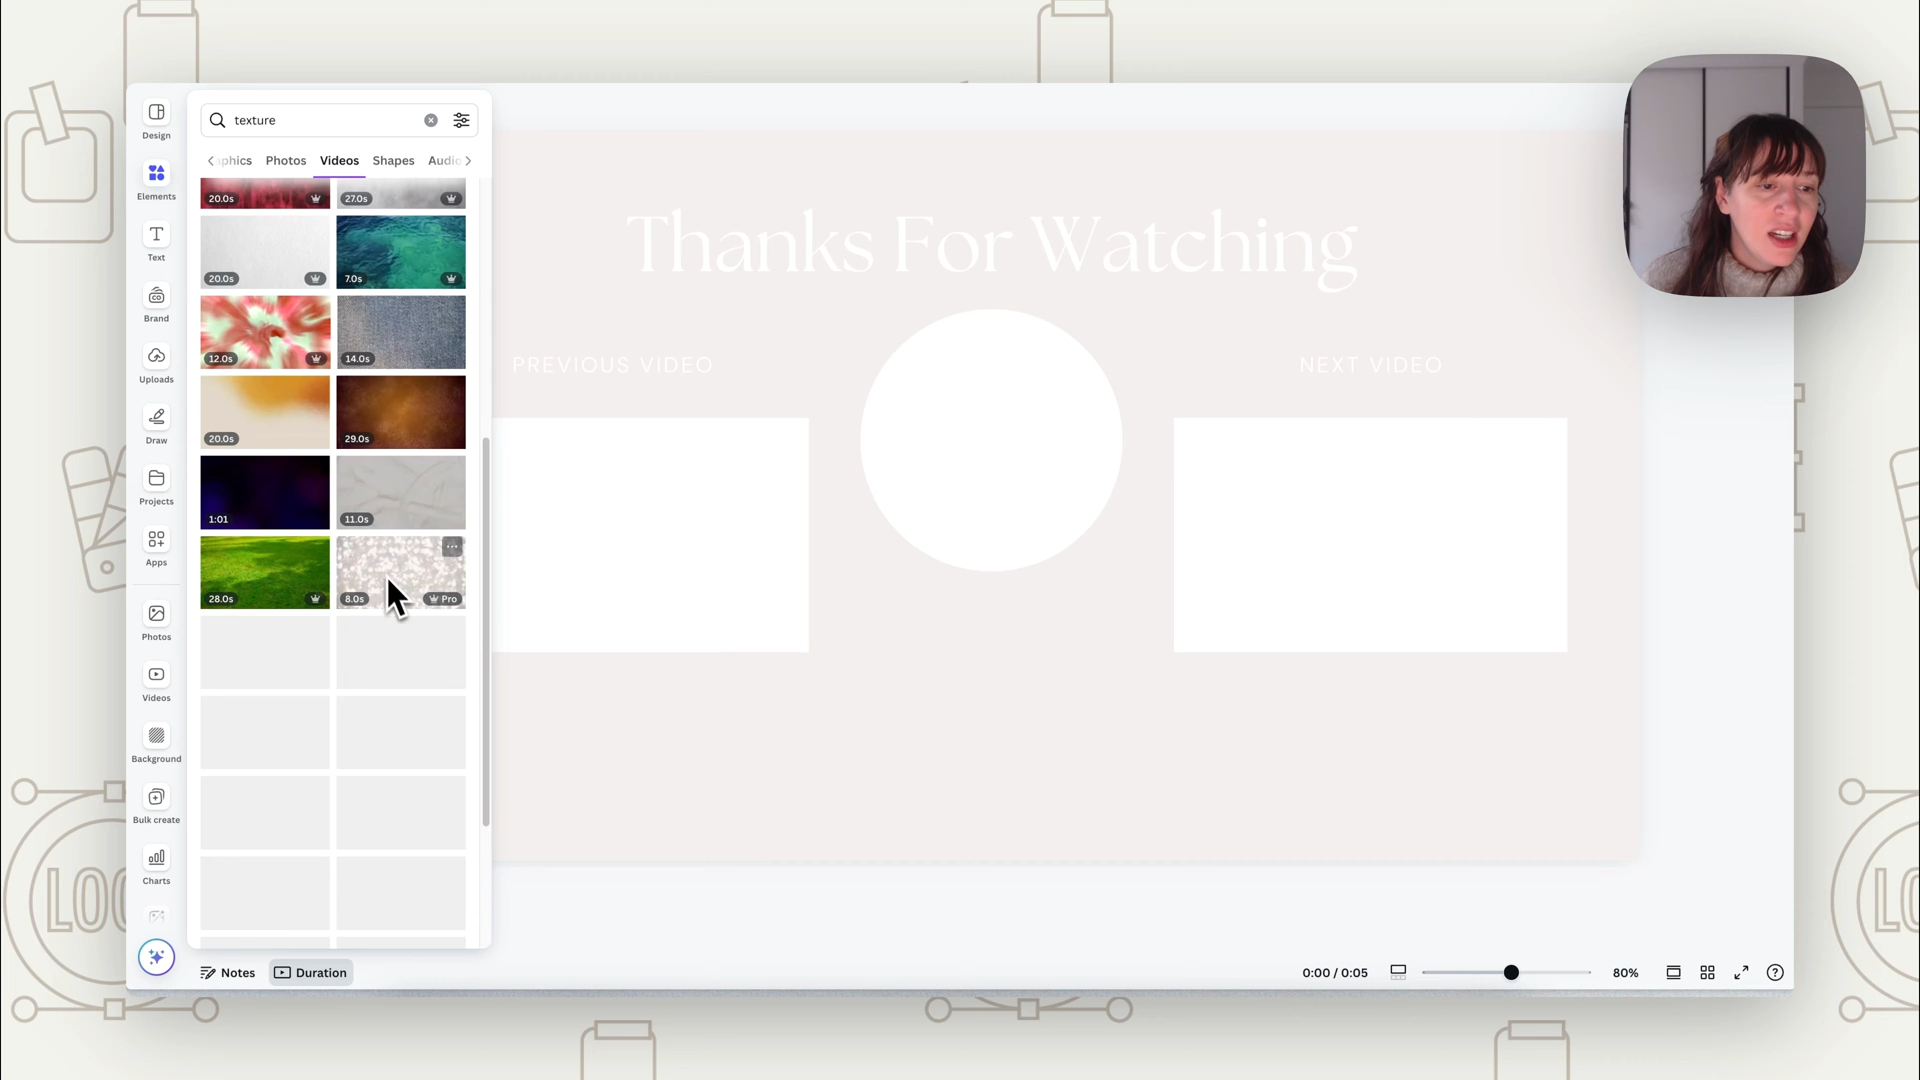 Design
Elements
Text
Brand
Uploads
Draw
Projects
Apps
Photos
Videos
Background
Bulk create
Charts
texture
phics Photos Videos Shapes Audio
20.0s 27.0s
20.0s 7.0s
12.0s 14.0s
20.0s 29.0s
1:01 11.0s
28.0s 8.0s Pro
Thanks For Watching
PREVIOUS VIDEO
NEXT VIDEO
Notes Duration
0:00 / 0:05 80%
LOG
LO